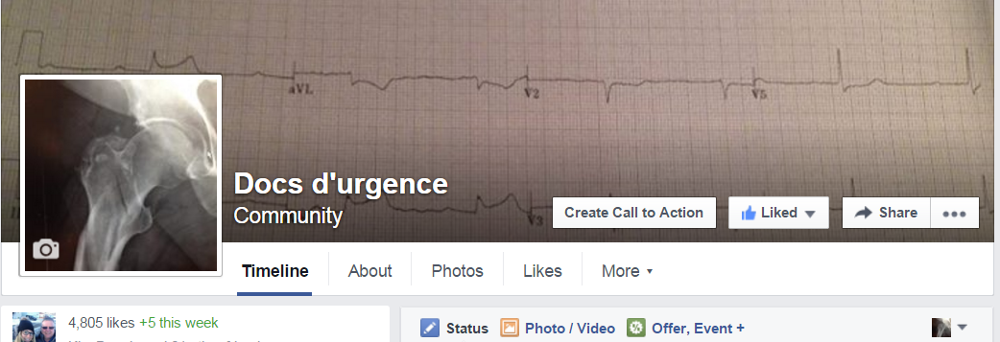 aVL
V2
V5
Docs d'urgence
Community
V3
Create Call to Action
Liked
Share
Timeline
About
Photos
Likes
More
4,805 likes +5 this week
Status
Photo / Video
Offer, Event +